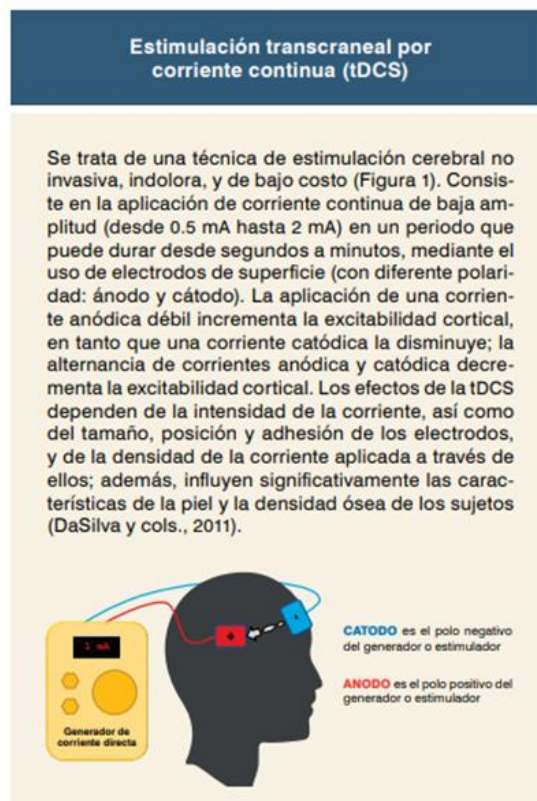 Estimulación transcraneal por
corriente continua (tDCS)
Se trata de una técnica de estimulación cerebral no
invasiva, indolora, y de bajo costo (Figura 1). Consis-
te en la aplicación de corriente continua de baja am-
plitud (desde 0.5 mA hasta 2 mA) en un periodo que
puede durar desde segundos a minutos, mediante el
uso de electrodos de superficie (con diferente polari-
dad: ánodo y cátodo). La aplicación de una corrien-
te anódica débil incrementa la excitabilidad cortical,
en tanto que una corriente catódica la disminuye; la
alternancia de corrientes anódica y catódica decre-
menta la excitabilidad cortical. Los efectos de la tDCS
dependen de la intensidad de la corriente, así como
del tamaño, posición y adhesión de los electrodos,
y de la densidad de la corriente aplicada a través de
ellos; además, influyen significativamente las carac-
terísticas de la piel y la densidad ósea de los sujetos
(DaSilva y cols., 2011).
1 mA
+
-
Generador de
corriente directa
CATODO es el polo negativo
del generador o estimulador
ANODO es el polo positivo del
generador o estimulador